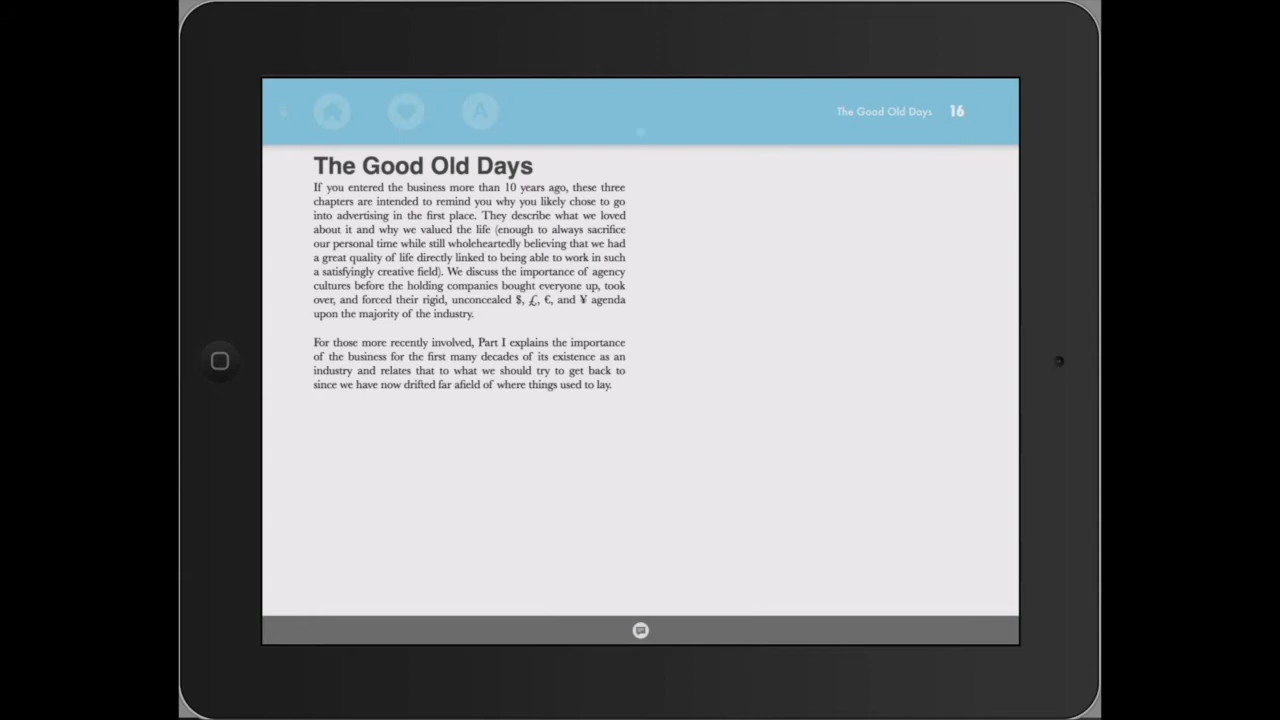 A
The Good Old Days 16
The Good Old Days
If you entered the business more than 10 years ago, these three
chapters are intended to remind you why you likely chose to go
into advertising in the first place. They describe what we loved
about it and why we valued the life (enough to always sacrifice
our personal time while still wholeheartedly believing that we had
a great quality of life directly linked to being able to work in such
a satisfyingly creative field). We discuss the importance of agency
cultures before the holding companies bought everyone up, took
over, and forced their rigid, unconcealed $, £, €, and ¥ agenda
upon the majority of the industry.
For those more recently involved, Part I explains the importance
of the business for the first many decades of its existence as an
industry and relates that to what we should try to get back to
since we have now drifted far afield of where things used to lay.